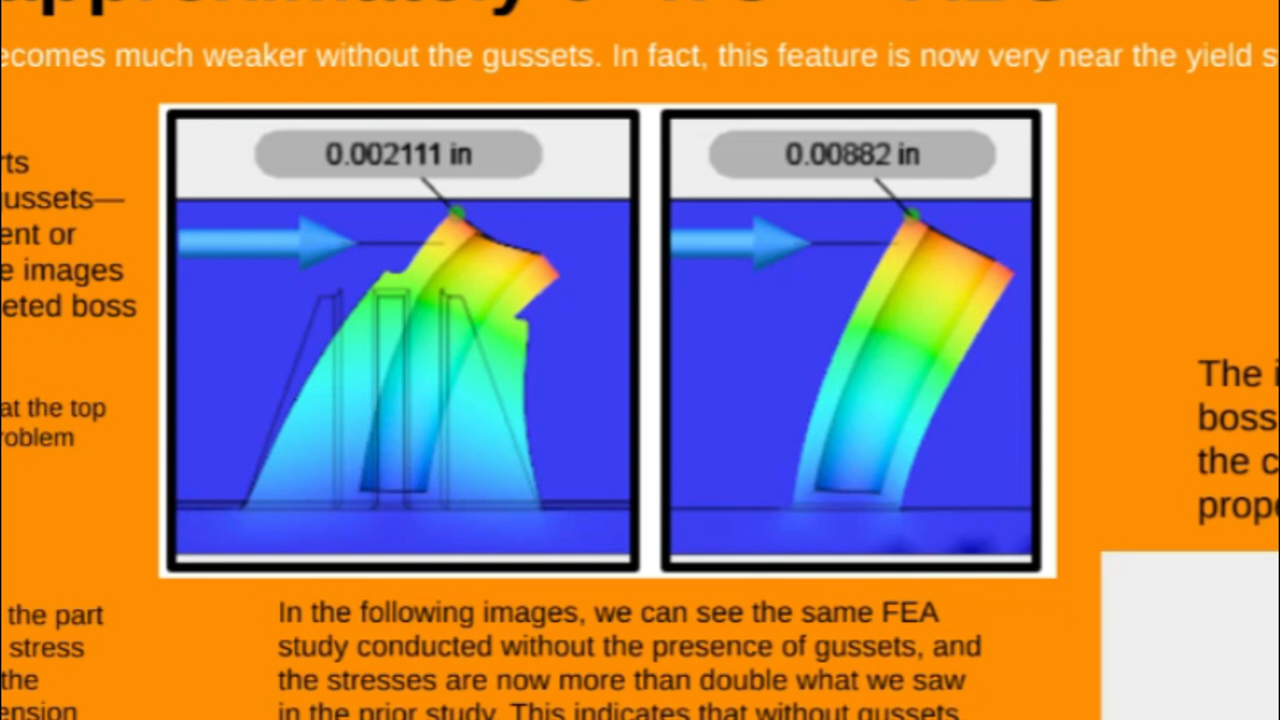 approximately
ecomes much weaker without the gussets. In fact, this feature is now very near the yield s
0.002111 in
0.00882 in
rts
ussets—
ent or
e images
eted boss
at the top
roblem
The i
boss
the c
prope
the part
stress
the
ension
In the following images, we can see the same FEA
study conducted without the presence of gussets, and
the stresses are now more than double what we saw
in the prior study. This indicates that without gussets